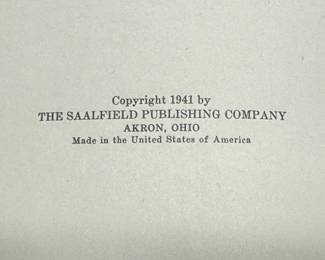 Copyright 1941 by
THE SAALFIELD PUBLISHING COMPANY
AKRON, OHIO
Made in the United States of America